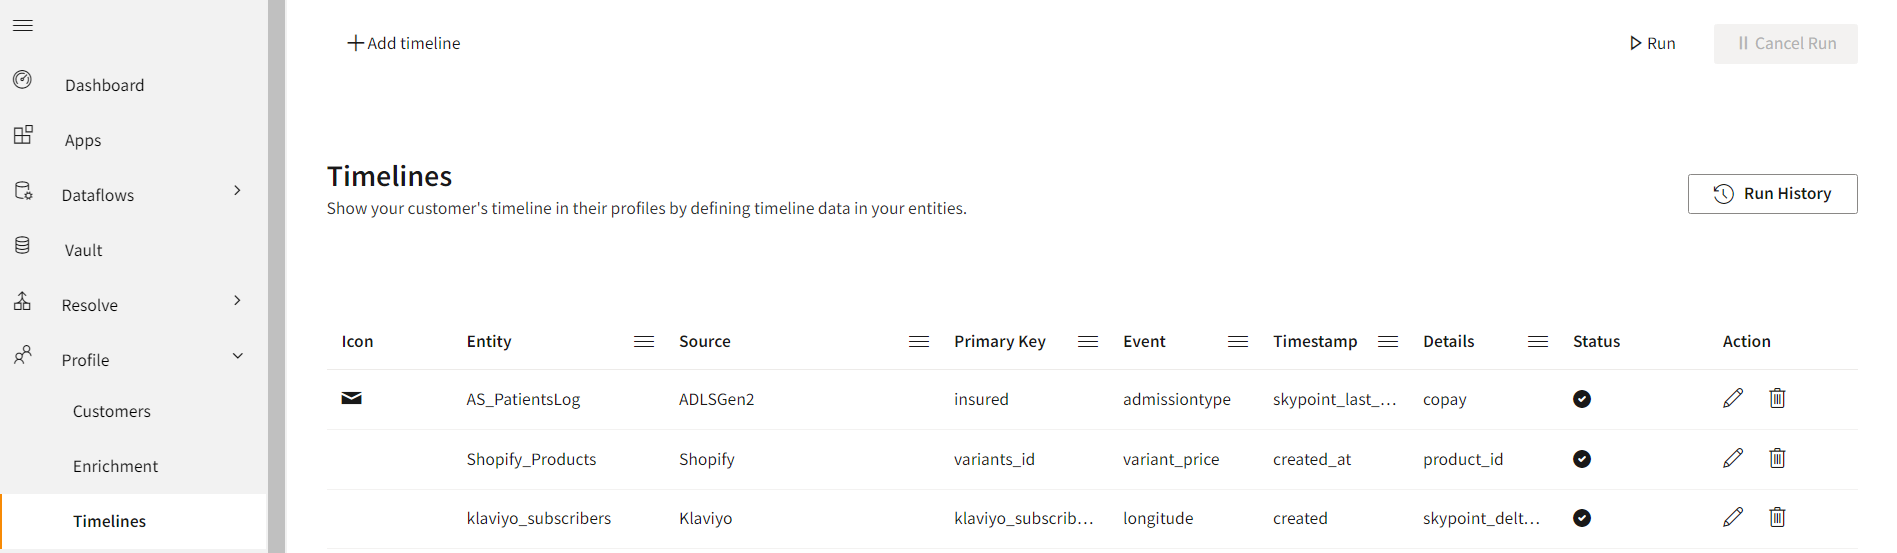 Add timeline
Run
Cancel Run
Dashboard
Apps
Dataflows
Vault
Resolve
Profile
Customers
Enrichment
Timelines
Timelines
Show your customer's timeline in their profiles by defining timeline data in your entities.
Run History
Icon Entity Source Primary Key Event Timestamp Details Status Action
AS_PatientsLog ADLSGen2 insured admissiontype skypoint_last_... copay
Shopify_Products Shopify variants_id variant_price created_at product_id
klaviyo_subscribers Klaviyo klaviyo_subscrib... longitude created skypoint_delt...